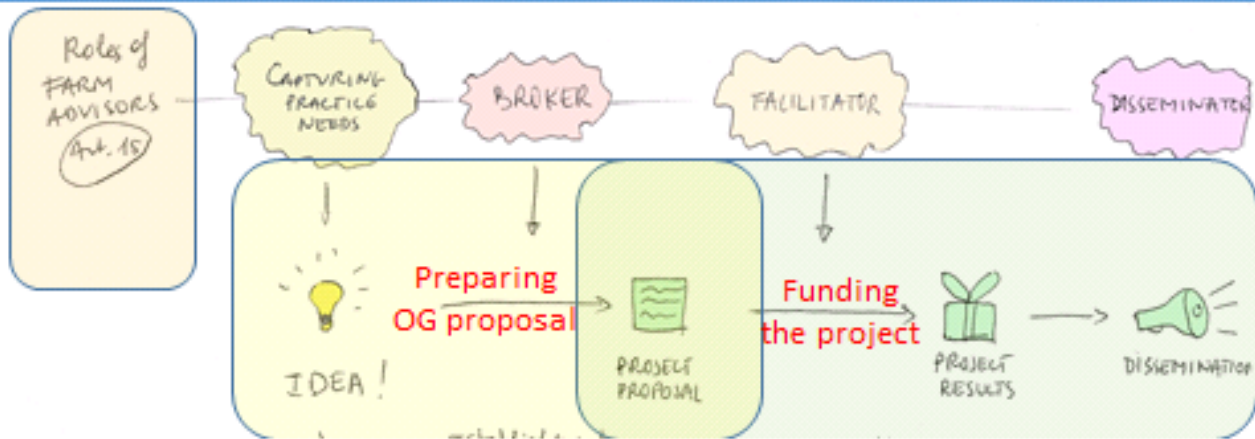 Roles of
FARM
ADVISORS
Art. 15
CAPTURING
PRACTICE
NEEDS
BROKER
FACILITATOR
DISSEMINATOR
Preparing
OG proposal
Funding
the project
IDEA!
PROJECT
PROPOSAL
PROJECT
RESULTS
DISSEMINATION